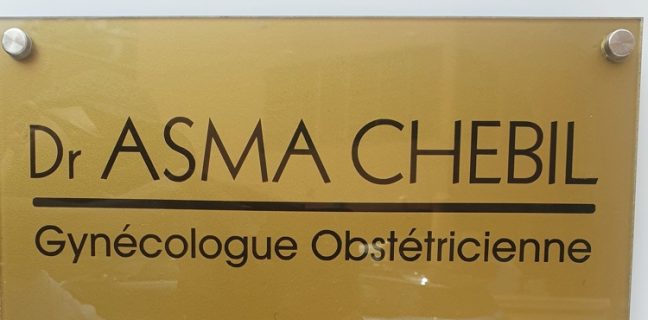 Dr ASMA CHEBIL
Gynécologue Obstétricienne